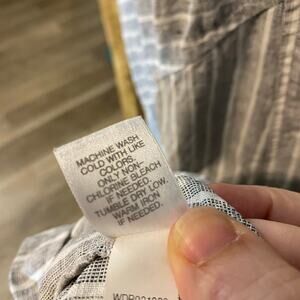 MACHINE WASH
COLD WITH LIKE
COLORS.
ONLY NON-
CHLORINE BLEACH
IF NEEDED.
TUMBLE DRY LOW.
WARM IRON
IF NEEDED.